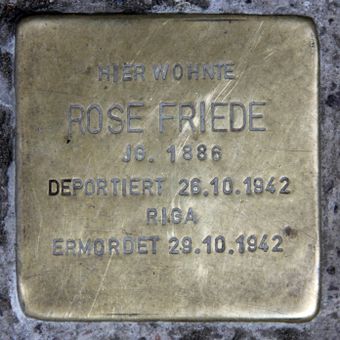 HIER WOHNTE
ROSE FRIEDE
JG. 1886
DEPORTIERT 26.10.1942
RIGA
ERMORDET 29.10.1942